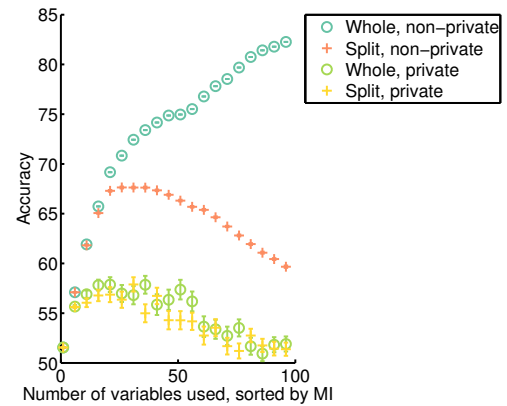 85
80
75
70
65
60
55
50
0
50
100
Accuracy
Number of variables used, sorted by MI
Whole, non−private
Split, non−private
Whole, private
Split, private